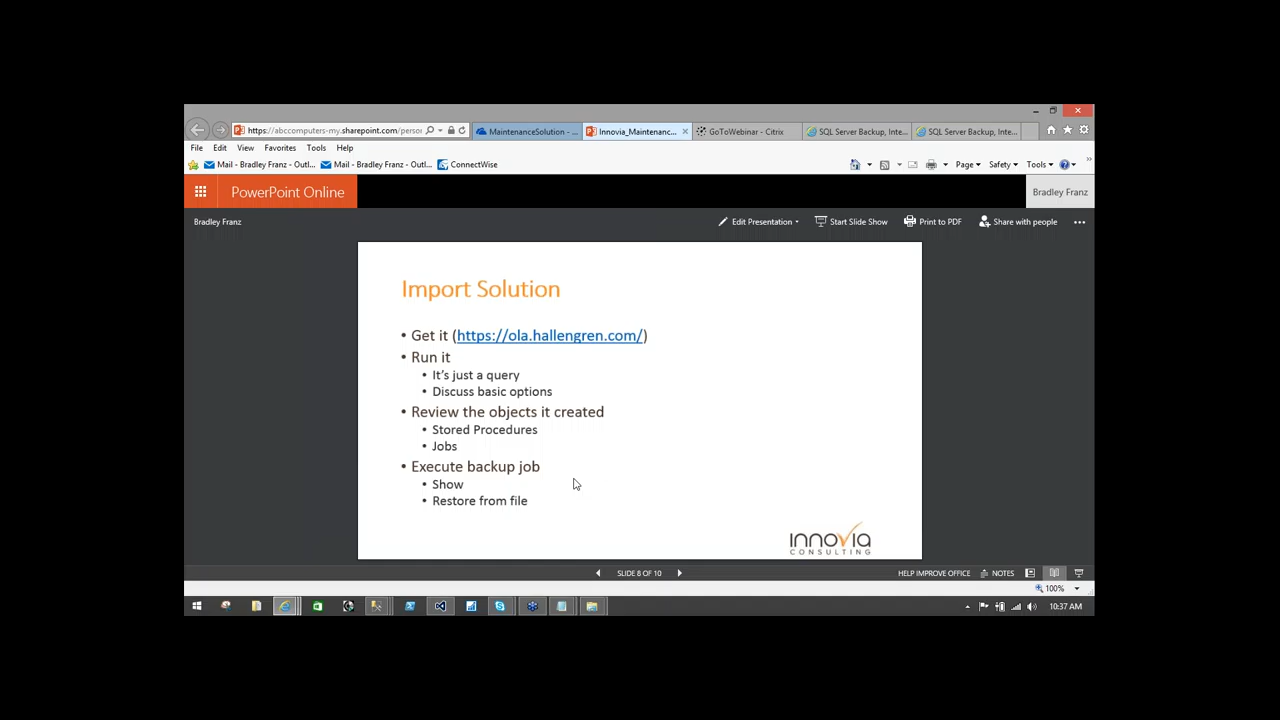 https://abccomputers-my.sharepoint.com/perso
MaintenanceSolution - ...
Innovia_Maintenanc...
GoToWebinar - Citrix
SQL Server Backup, Inte...
SQL Server Backup, Inte...
File Edit View Favorites Tools Help
Mail - Bradley Franz - Outl... Mail - Bradley Franz - Outl... ConnectWise
Page Safety Tools
PowerPoint Online
Bradley Franz
Bradley Franz
Edit Presentation Start Slide Show Print to PDF Share with people
Import Solution
• Get it (https://ola.hallengren.com/)
• Run it
• It's just a query
• Discuss basic options
• Review the objects it created
• Stored Procedures
• Jobs
• Execute backup job
• Show
• Restore from file
innovia
CONSULTING
SLIDE 8 OF 10
HELP IMPROVE OFFICE NOTES
100%
10:37 AM